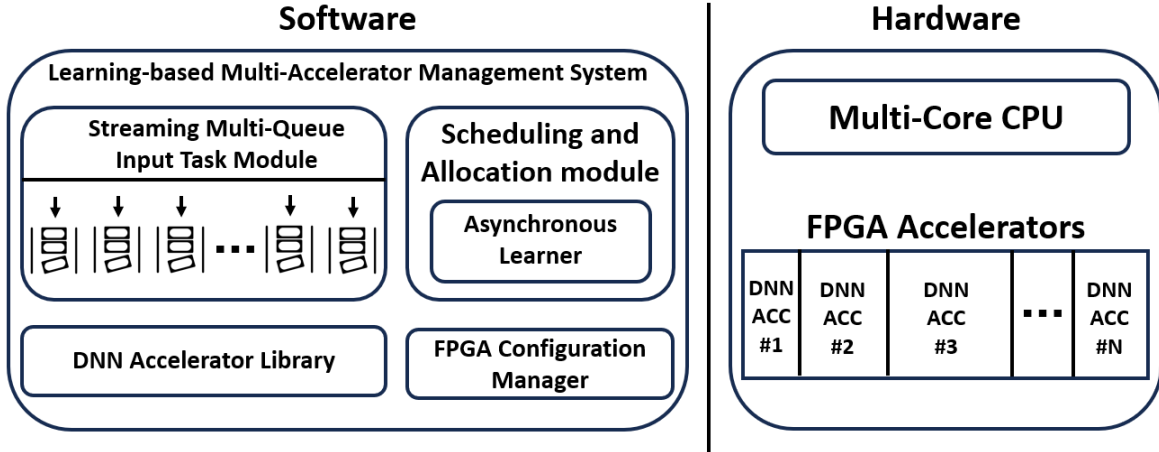 Software
Learning-based Multi-Accelerator Management System
Streaming Multi-Queue
Input Task Module
...
Scheduling and
Allocation module
Asynchronous
Learner
DNN Accelerator Library
FPGA Configuration
Manager
Hardware
Multi-Core CPU
FPGA Accelerators
DNN
ACC
#1
DNN
ACC
#2
DNN
ACC
#3
...
DNN
ACC
#N